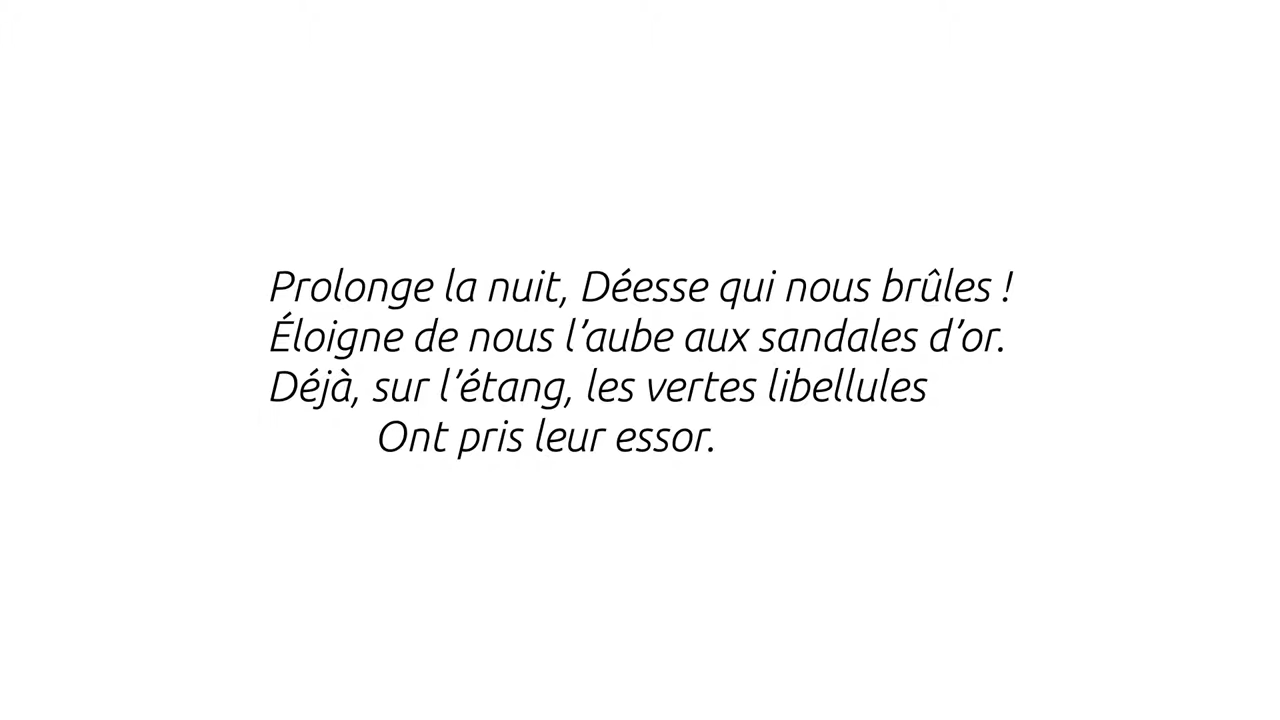 Prolonge la nuit, Déesse qui nous brûles !
Éloigne de nous l’aube aux sandales d’or.
Déjà, sur l’étang, les vertes libellules
Ont pris leur essor.